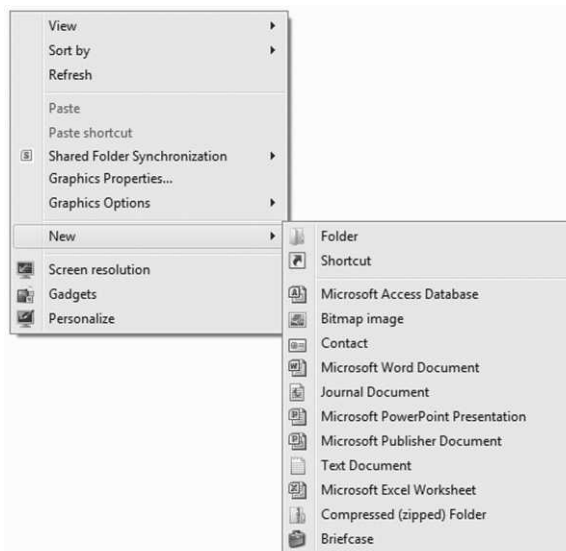 View
Sort by
Refresh
Paste
Paste shortcut
S Shared Folder Synchronization
Graphics Properties...
Graphics Options
New
Screen resolution
Gadgets
Personalize
Folder
Shortcut
Microsoft Access Database
Bitmap image
Contact
Microsoft Word Document
Journal Document
Microsoft PowerPoint Presentation
Microsoft Publisher Document
Text Document
Microsoft Excel Worksheet
Compressed (zipped) Folder
Briefcase